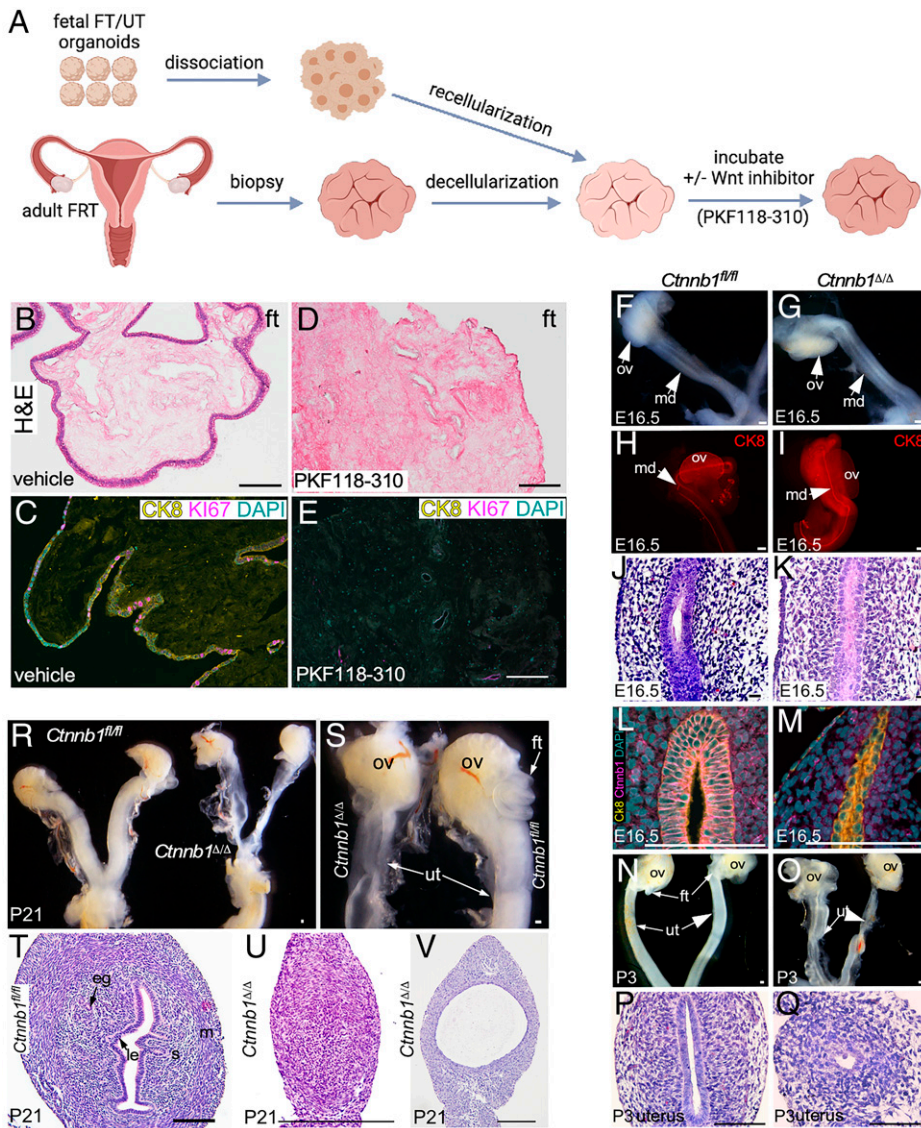 A
fetal FT/UT
organoids
dissociation
recellularization
adult FRT
biopsy
decellularization
incubate
+/- Wnt inhibitor
(PKF118-310)
Ctnnb1fl/fl
Ctnnb1Δ/Δ
B
ft
H&E
vehicle
D
ft
PKF118-310
F
ov
md
E16.5
G
ov
md
E16.5
C
CK8 KI67 DAPI
vehicle
E
CK8 KI67 DAPI
PKF118-310
H
CK8
ov
md
E16.5
I
CK8
ov
md
E16.5
J
E16.5
K
E16.5
L
Ck8 Ctnnb1 DAPI
E16.5
M
E16.5
R
Ctnnb1fl/fl
Ctnnb1Δ/Δ
P21
S
ov
ov
ft
Ctnnb1Δ/Δ
Ctnnb1fl/fl
ut
N
ov
ft
ut
P3
O
ov
ov
ut
P3
T
Ctnnb1fl/fl
eg
le
s
m
P21
U
Ctnnb1Δ/Δ
P21
V
Ctnnb1Δ/Δ
P21
P
P3 uterus
Q
P3 uterus